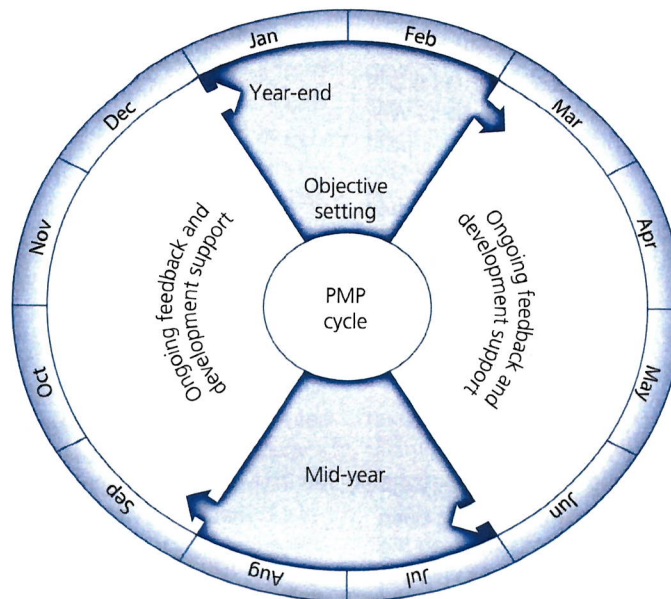 Jan
Feb
Mar
Apr
May
Jun
Jul
Aug
Sep
Oct
Nov
Dec
Year-end
Objective
setting
PMP
cycle
Ongoing feedback and
development support
Mid-year
Ongoing feedback and
development support